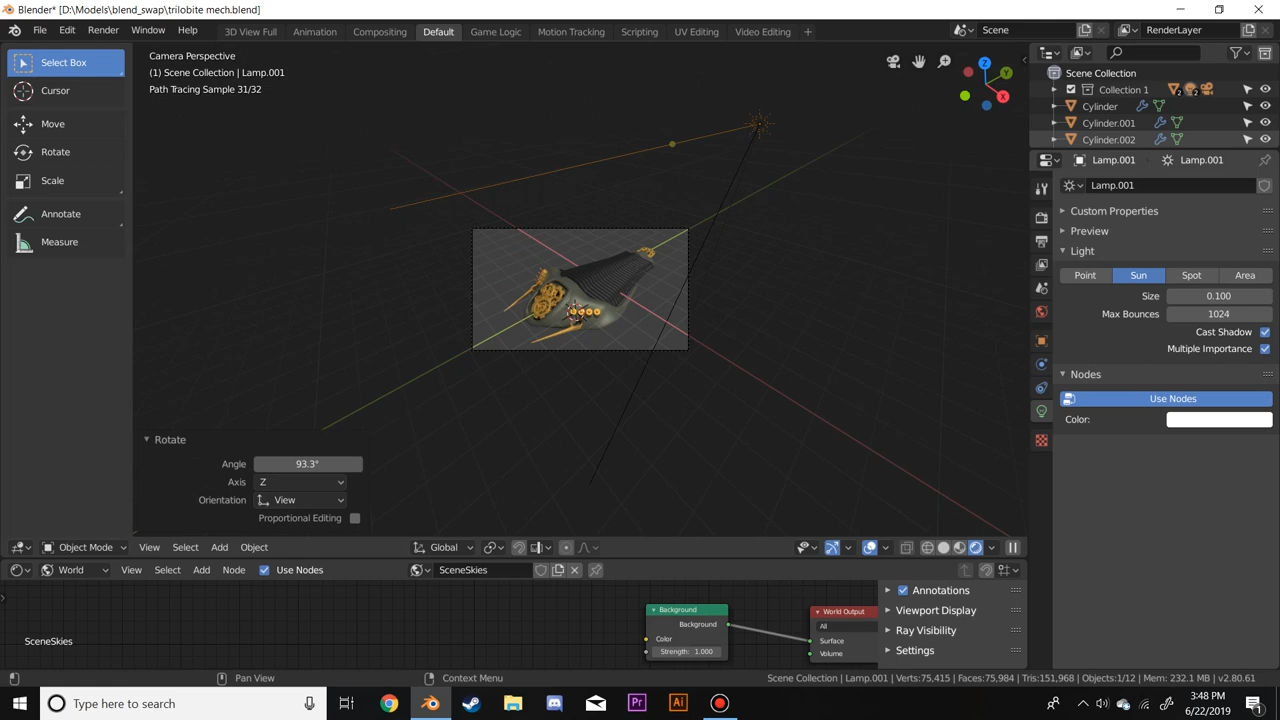 Blender* [D:\Models\blend_swap\trilobite mech.blend]
File Edit Render Window Help
3D View Full Animation Compositing Default Game Logic Motion Tracking Scripting UV Editing Video Editing +
Scene
RenderLayer
Select Box
Cursor
Move
Rotate
Scale
Annotate
Measure
Camera Perspective
(1) Scene Collection | Lamp.001
Path Tracing Sample 31/32
Z
Y
X
Scene Collection
Collection 1
2
2
Cylinder
Cylinder.001
Cylinder.002
Lamp.001 Lamp.001
Lamp.001
Custom Properties
Preview
Light
Point Sun Spot Area
Size 0.100
Max Bounces 1024
Cast Shadow
Multiple Importance
Nodes
Use Nodes
Color:
Rotate
Angle 93.3°
Axis Z
Orientation View
Proportional Editing
Object Mode View Select Add Object Global
World View Select Add Node Use Nodes SceneSkies
Background
Background
Color
Strength: 1.000
World Output
All
Surface
Volume
Annotations
Viewport Display
Ray Visibility
Settings
SceneSkies
Pan View Context Menu
Scene Collection | Lamp.001 | Verts:75,415 | Faces:75,984 | Tris:151,968 | Objects:1/12 | Mem: 232.1 MB | v2.80.61
Type here to search
Pr
Ai
3:48 PM
6/22/2019
1